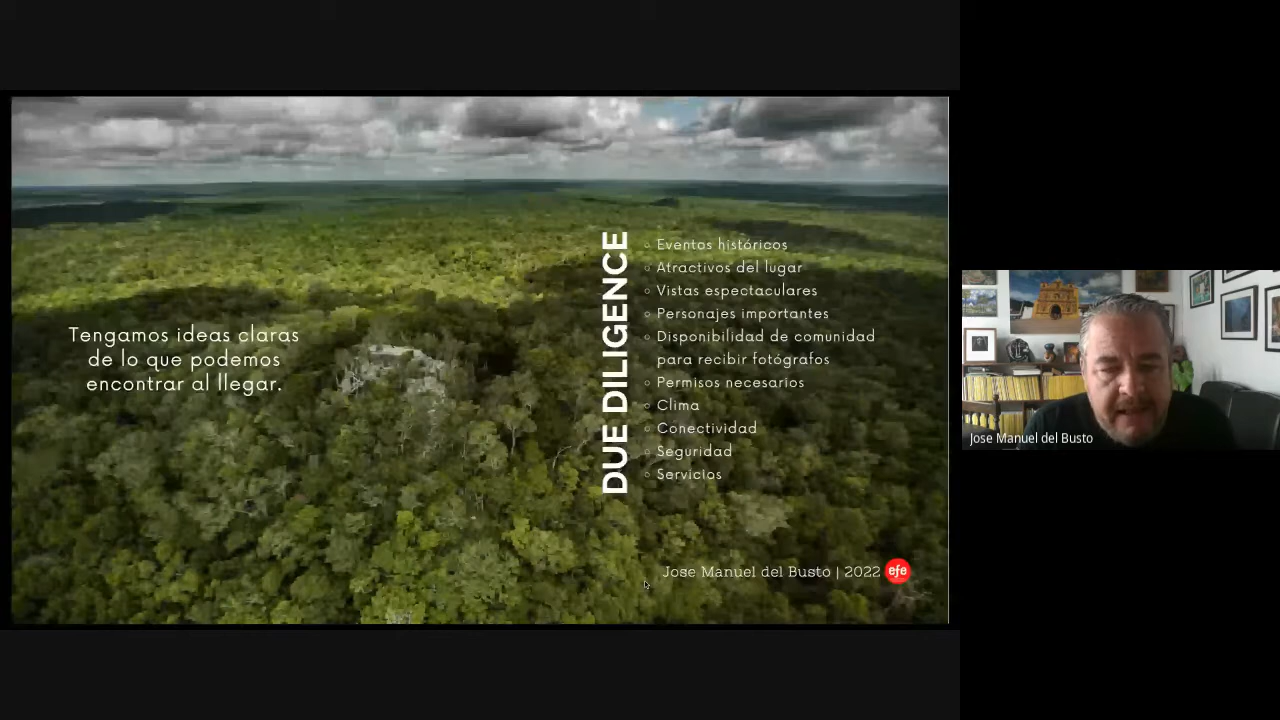 Tengamos ideas claras
de lo que podemos
encontrar al llegar.
DUE DILIGENCE
Eventos históricos
Atractivos del lugar
Vistas espectaculares
Personajes importantes
Disponibilidad de comunidad
para recibir fotógrafos
Permisos necesarios
Clima
Conectividad
Seguridad
Servicios
Jose Manuel del Busto | 2022 efe
Jose Manuel del Busto